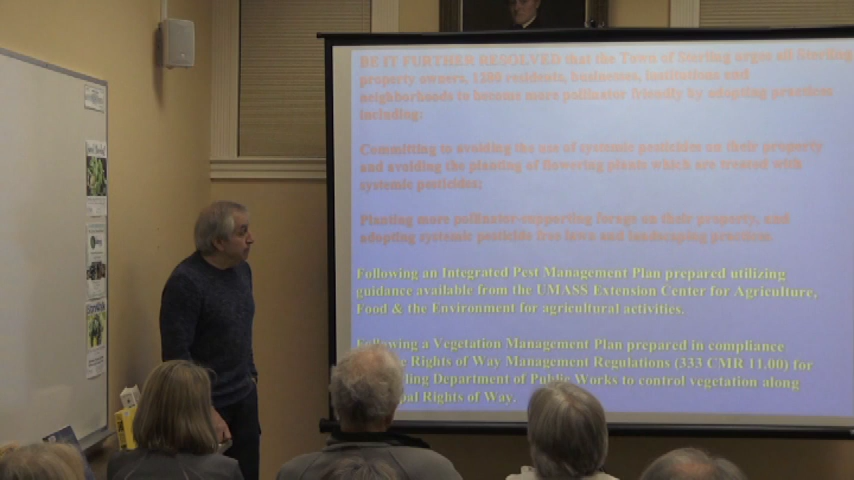 BE IT FURTHER RESOLVED that the Town of Sterling urges all Sterling
property owners, residents, businesses, institutions and
neighborhoods to become more pollinator friendly by adopting practices
including:
Committing to avoiding the use of systemic pesticides on their property
and avoiding the planting of flowering plants which are treated with
systemic pesticides;
Planting more pollinator-supporting forage on their property, and
adopting systemic pesticide free lawn and landscaping practices.
Following an Integrated Pest Management Plan prepared utilizing
guidance available from the UMASS Extension Center for Agriculture,
Food & the Environment for agricultural activities.
Following a Vegetation Management Plan prepared in compliance
Rights of Way Management Regulations (333 CMR 11.00) for
Department of Public Works to control vegetation along
Rights of Way.